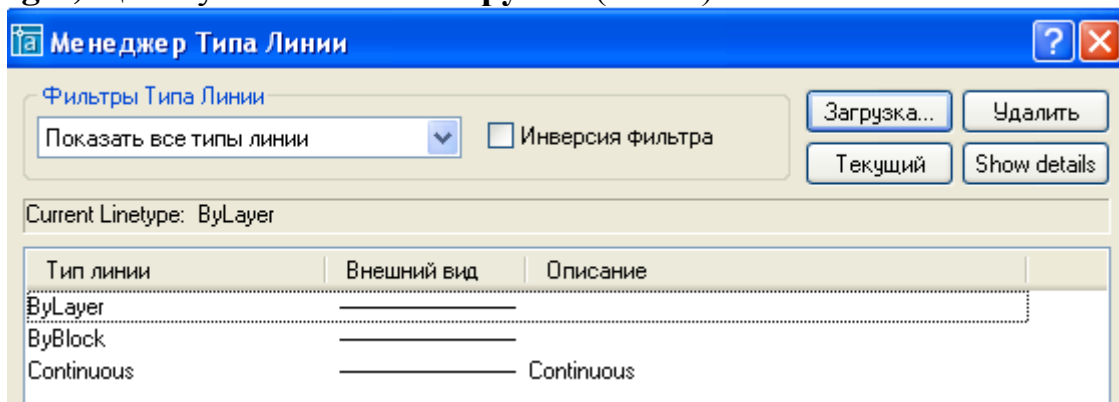 Менеджер Типа Линии
Фильтры Типа Линии
Показать все типы линии
Инверсия фильтра
Загрузка...
Удалить
Текущий
Show details
Current Linetype: ByLayer
Тип линии Внешний вид Описание
ByLayer
ByBlock
Continuous Continuous